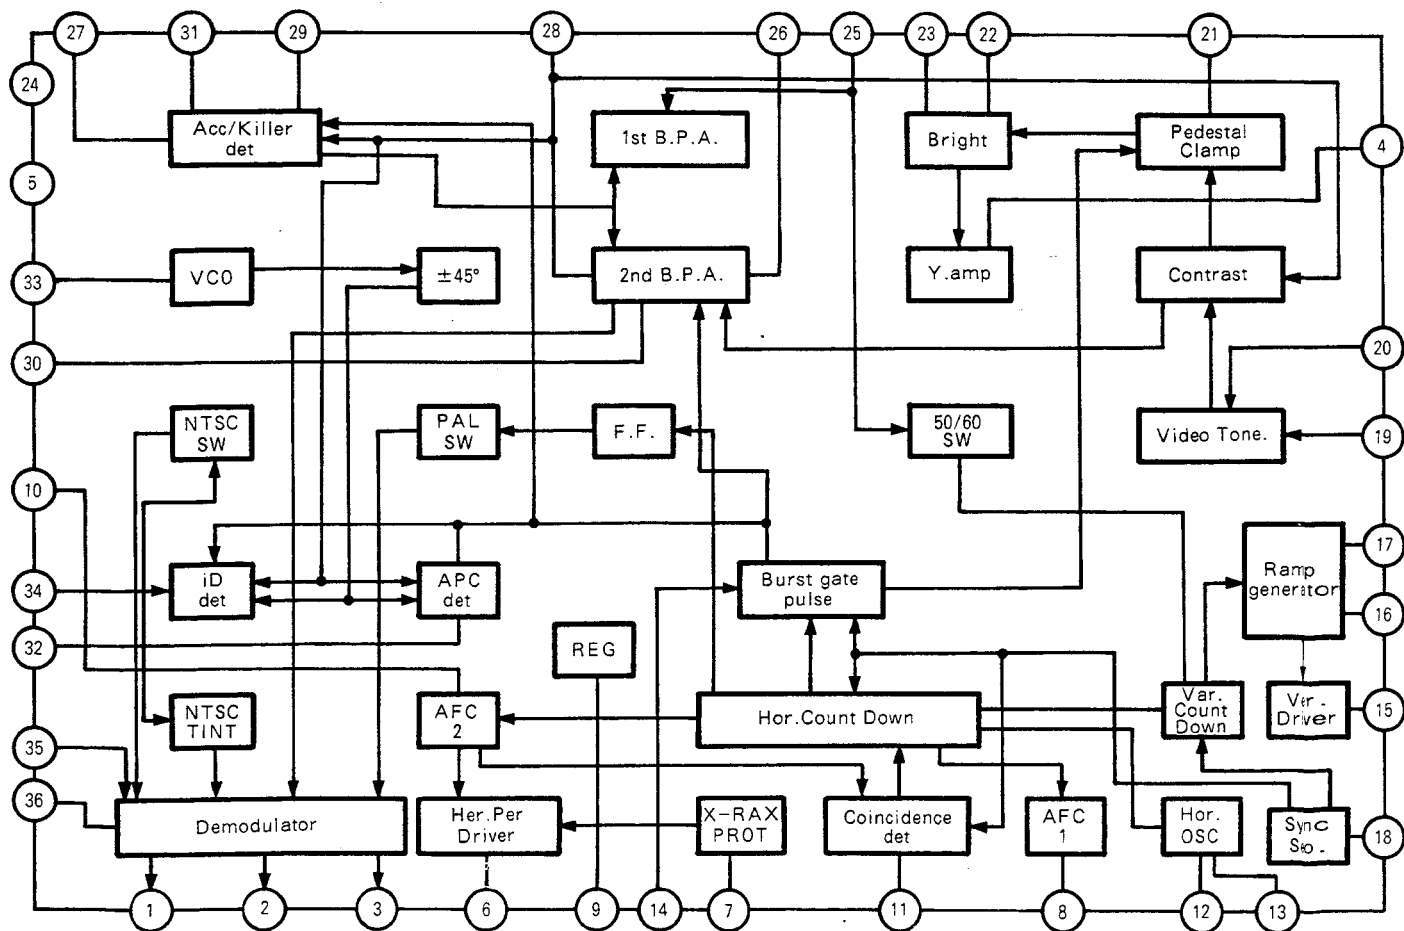 27 31 29 28 26 25 23 22 21
24
Acc/Killer
det
1st B.P.A.
Bright
Pedestal
Clamp
4
5
33
VCO
±45°
2nd B.P.A.
Y.amp
Contrast
30
20
NTSC
SW
PAL
SW
F.F.
50/60
SW
Video Tone.
19
10
17
34
iD
det
APC
det
Burst gate
pulse
Ramp
generator
16
32
REG
NTSC
TINT
AFC
2
Hor.Count Down
Var.
Count
Down
Ver.
Driver
15
35
36
Demodulator
Her.Per
Driver
X-RAX
PROT
Coincidence
det
AFC
1
Hor.
OSC
Sync
18
1 2 3 6 9 14 7 11 8 12 13